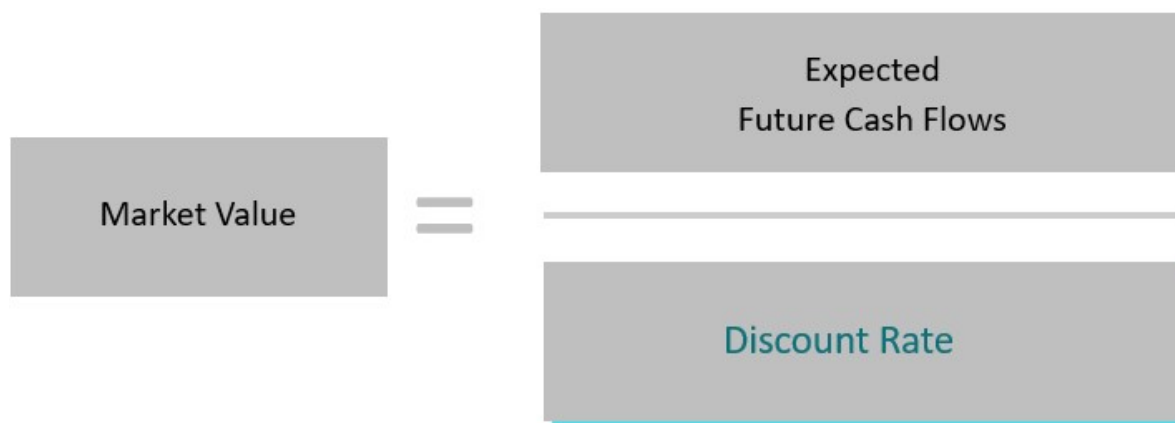 Expected
Future Cash Flows
Market Value
=
Discount Rate